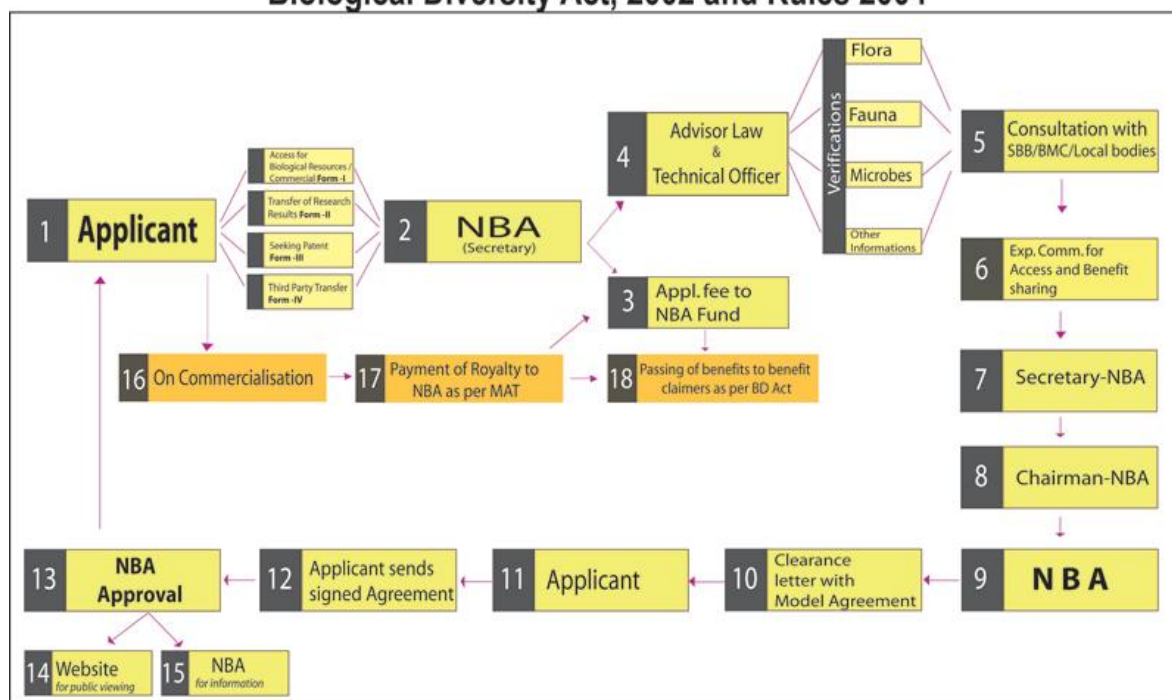 Biological Diversity Act, 2002 and Rules 2004
1
Applicant
Access for
Biological Resources /
Commercial Form -I
Transfer of Research
Results Form -II
Seeking Patent
Form -III
Third Party Transfer
Form -IV
2
NBA
(Secretary)
3
Appl. fee to
NBA Fund
4
Advisor Law
&
Technical Officer
Verifications
Flora
Fauna
Microbes
Other
Informations
5
Consultation with
SBB/BMC/Local bodies
6
Exp. Comm. for
Access and Benefit
sharing
7
Secretary-NBA
8
Chairman-NBA
9
N B A
10
Clearance
letter with
Model Agreement
11
Applicant
12
Applicant sends
signed Agreement
13
NBA
Approval
14
Website
for public viewing
15
NBA
for information
16
On Commercialisation
17
Payment of Royalty to
NBA as per MAT
18
Passing of benefits to benefit
claimers as per BD Act